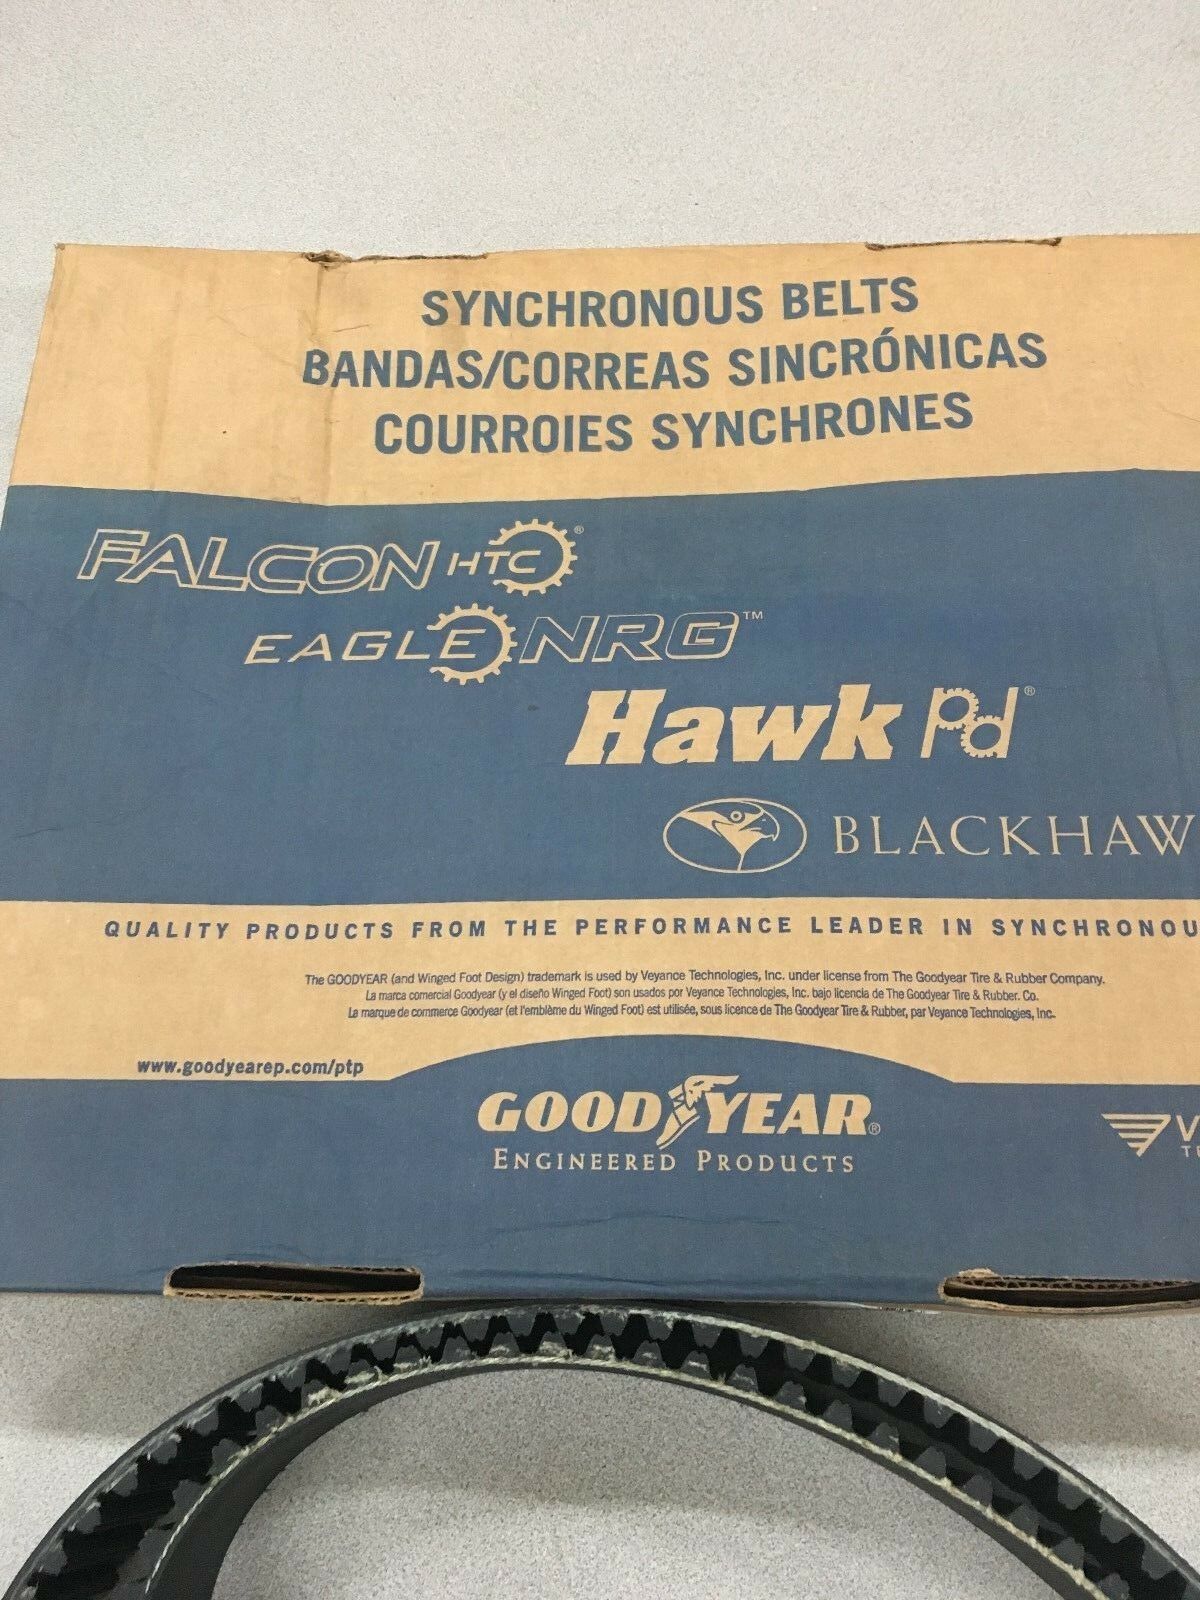 SYNCHRONOUS BELTS
BANDAS/CORREAS SINCRÓNICAS
COURROIES SYNCHRONES
FALCON HTC®
EAGLE NRG™
Hawk Pd®
BLACKHAW
QUALITY PRODUCTS FROM THE PERFORMANCE LEADER IN SYNCHRONOU
The GOODYEAR (and Winged Foot Design) trademark is used by Veyance Technologies, Inc. under license from The Goodyear Tire & Rubber Company.
La marca comercial Goodyear (y el diseño Winged Foot) son usados por Veyance Technologies, Inc. bajo licencia de The Goodyear Tire & Rubber. Co.
La marque de commerce Goodyear (et l'emblème du Winged Foot) est utilisée, sous licence de The Goodyear Tire & Rubber, par Veyance Technologies, Inc.
www.goodyearep.com/ptp
GOODYEAR®
ENGINEERED PRODUCTS
V
TE